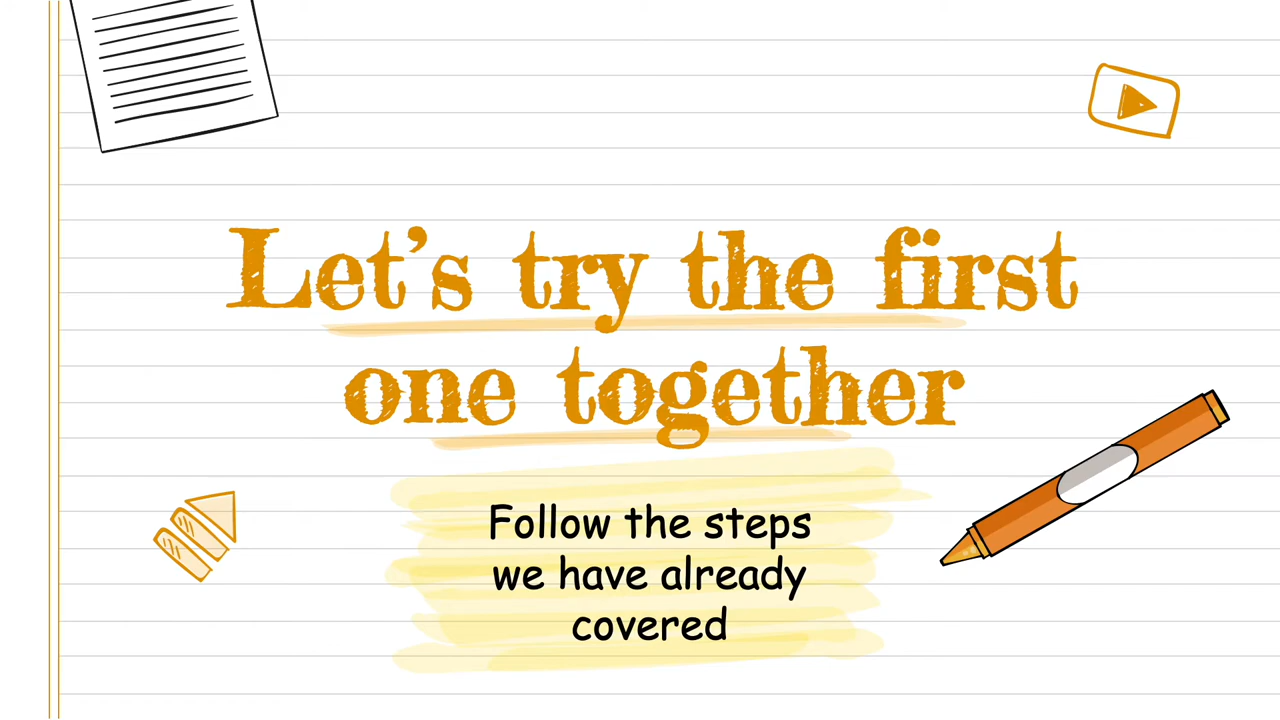 Let’s try the first
one together
Follow the steps
we have already
covered